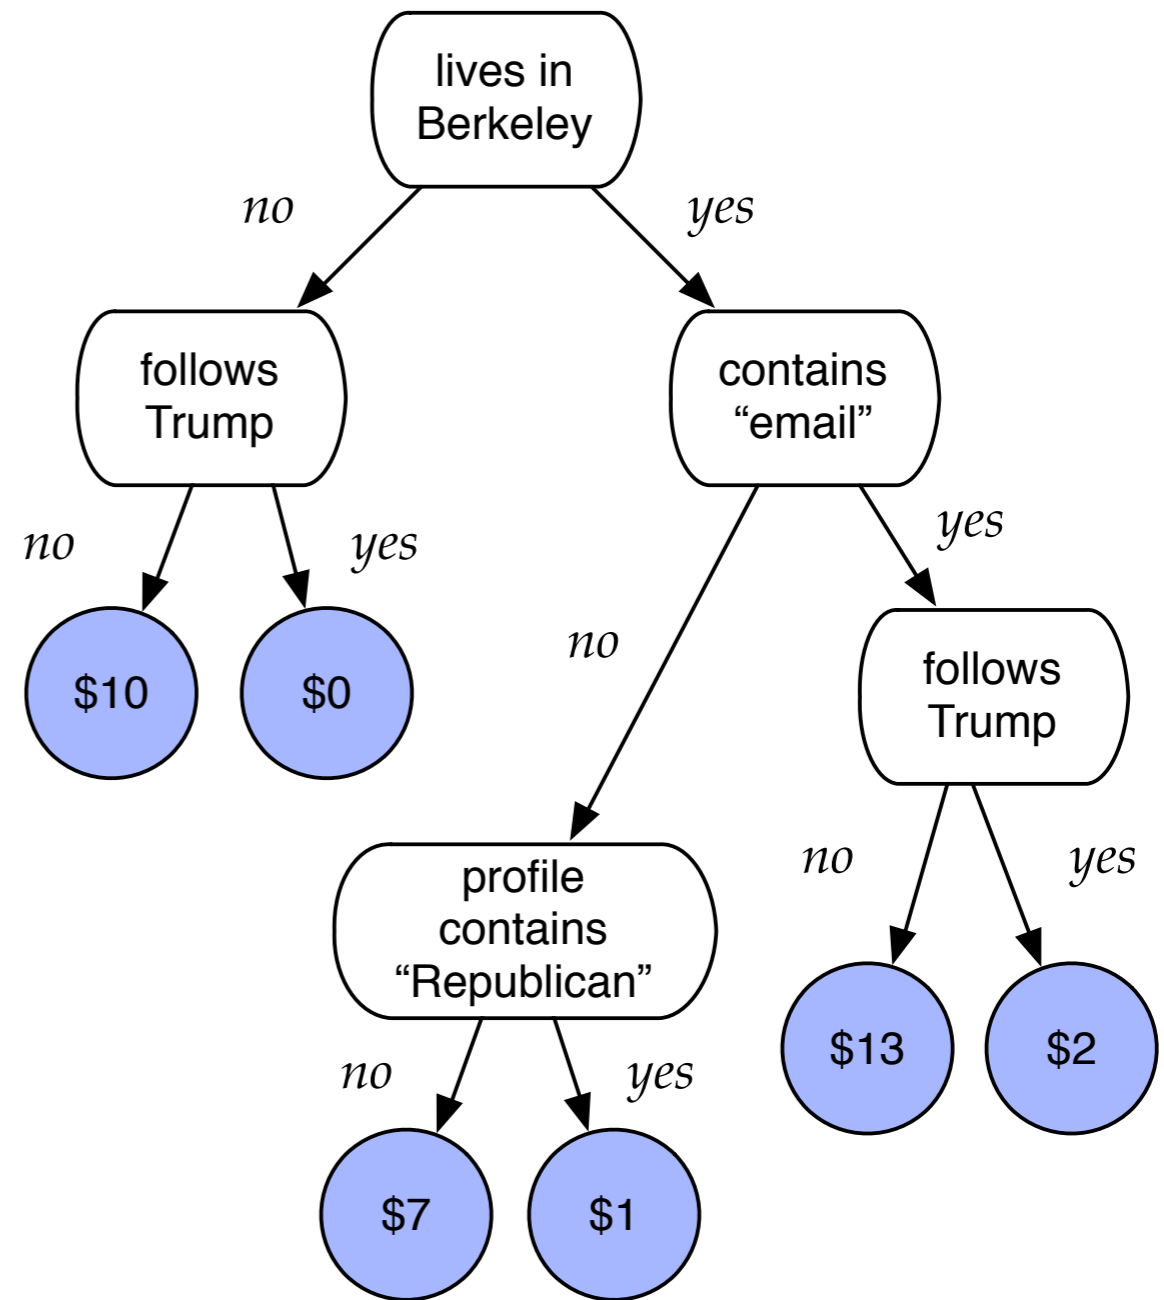 lives in
Berkeley
no
yes
follows
Trump
contains
“email”
no
yes
yes
no
$10
$0
follows
Trump
no
yes
profile
contains
“Republican”
$13
$2
no
yes
$7
$1